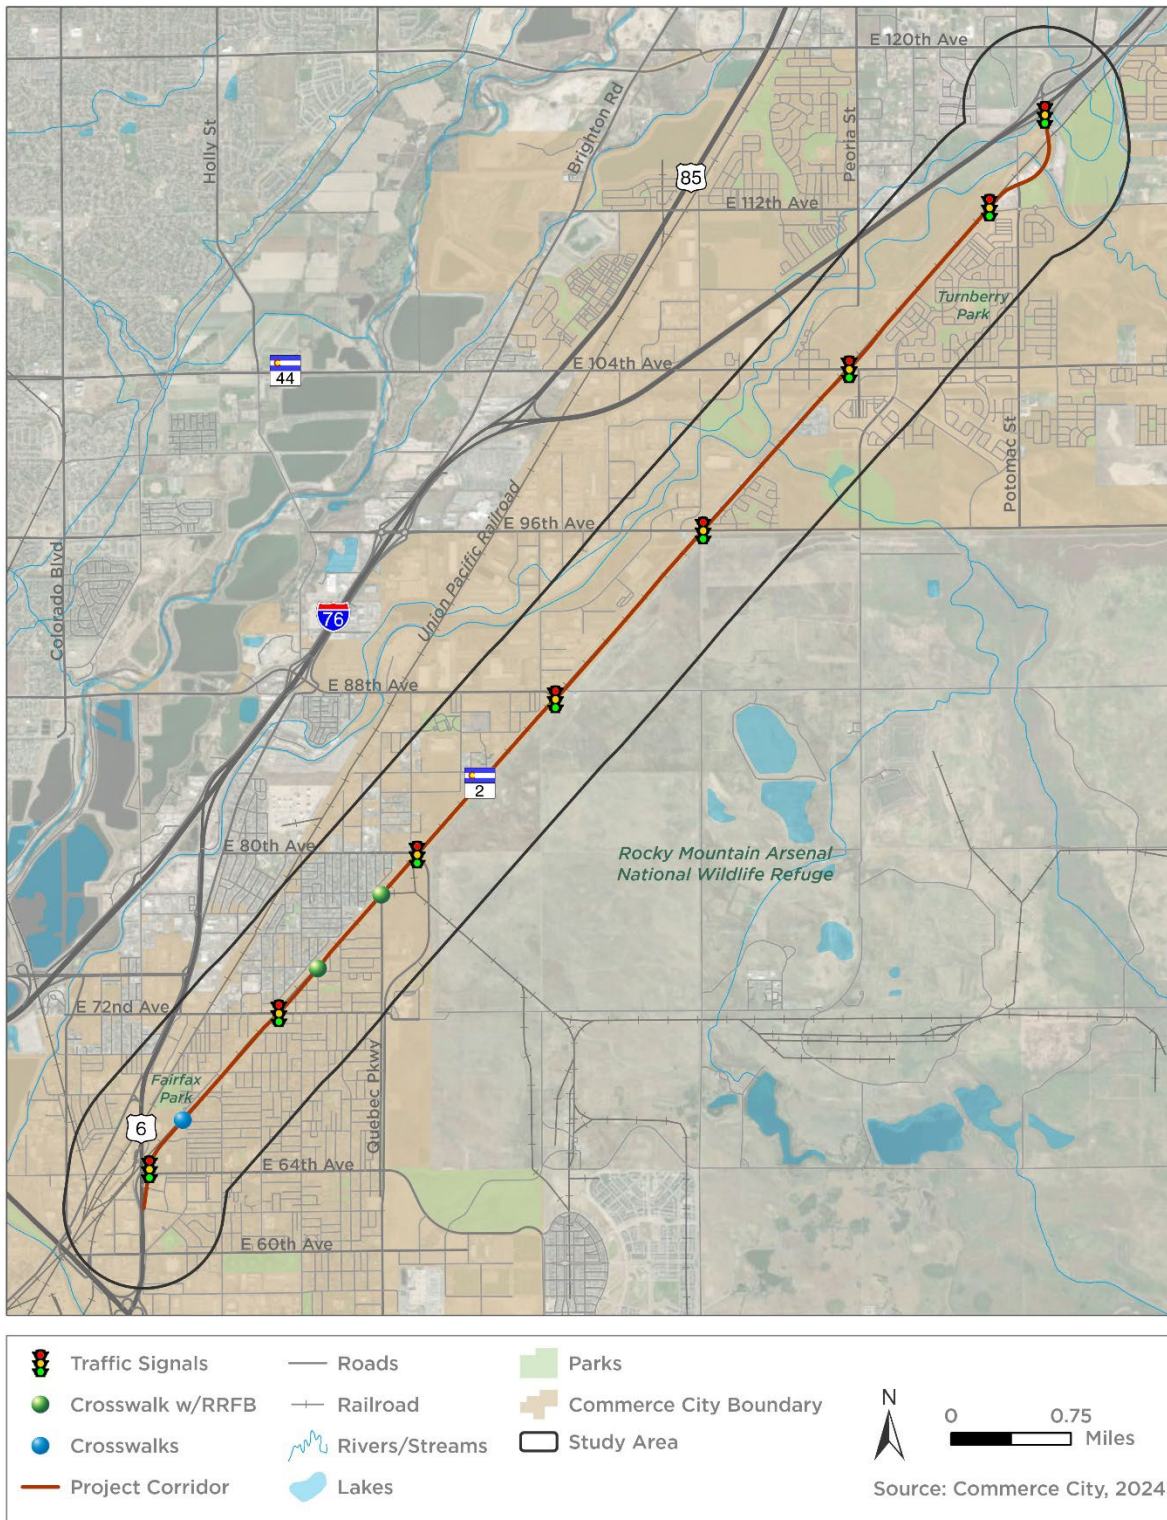 E 120th Ave
Holly St
Brighton Rd
Peoria St
85
E 112th Ave
Turnberry
Park
E 104th Ave
44
Potomac St
Union Pacific Railroad
E 96th Ave
Colorado Blvd
76
E 88th Ave
2
E 80th Ave
Rocky Mountain Arsenal
National Wildlife Refuge
E 72nd Ave
Quebec Pkwy
Fairfax
Park
6
E 64th Ave
E 60th Ave
Traffic Signals
Crosswalk w/RRFB
Crosswalks
Project Corridor
Roads
Railroad
Rivers/Streams
Lakes
Parks
Commerce City Boundary
Study Area
N
0 0.75
Miles
Source: Commerce City, 2024